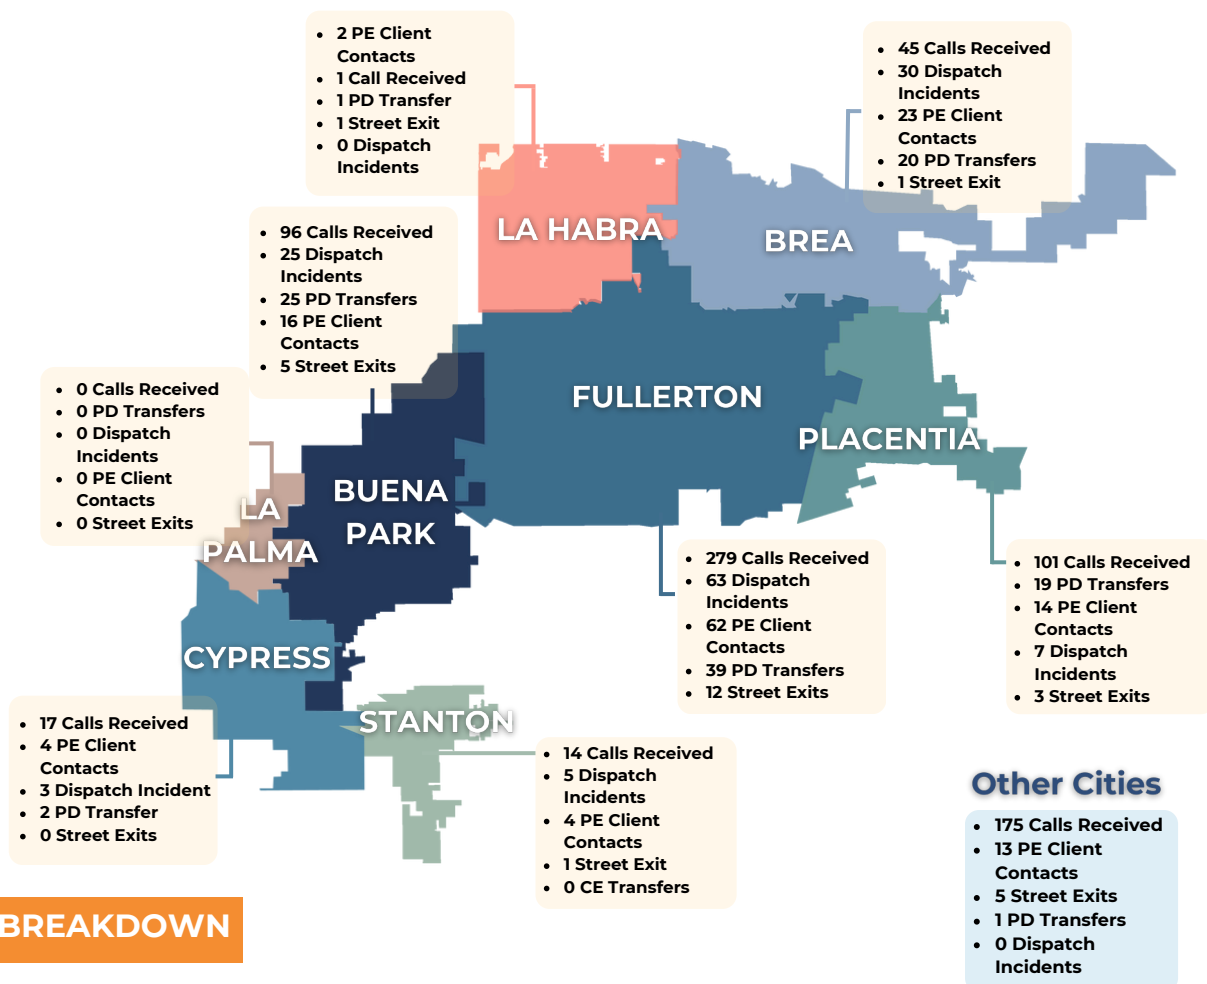 • 2 PE Client
Contacts
• 1 Call Received
• 1 PD Transfer
• 1 Street Exit
• 0 Dispatch
Incidents
• 45 Calls Received
• 30 Dispatch
Incidents
• 23 PE Client
Contacts
• 20 PD Transfers
• 1 Street Exit
LA HABRA
BREA
• 96 Calls Received
• 25 Dispatch
Incidents
• 25 PD Transfers
• 16 PE Client
Contacts
• 5 Street Exits
• 0 Calls Received
• 0 PD Transfers
• 0 Dispatch
Incidents
• 0 PE Client
Contacts
• 0 Street Exits
FULLERTON
PLACENTIA
BUENA
PARK
LA
PALMA
• 279 Calls Received
• 63 Dispatch
Incidents
• 62 PE Client
Contacts
• 39 PD Transfers
• 12 Street Exits
• 101 Calls Received
• 19 PD Transfers
• 14 PE Client
Contacts
• 7 Dispatch
Incidents
• 3 Street Exits
CYPRESS
STANTON
• 17 Calls Received
• 4 PE Client
Contacts
• 3 Dispatch Incident
• 2 PD Transfer
• 0 Street Exits
• 14 Calls Received
• 5 Dispatch
Incidents
• 4 PE Client
Contacts
• 1 Street Exit
• 0 CE Transfers
Other Cities
• 175 Calls Received
• 13 PE Client
Contacts
• 5 Street Exits
• 1 PD Transfers
• 0 Dispatch
Incidents
BREAKDOWN